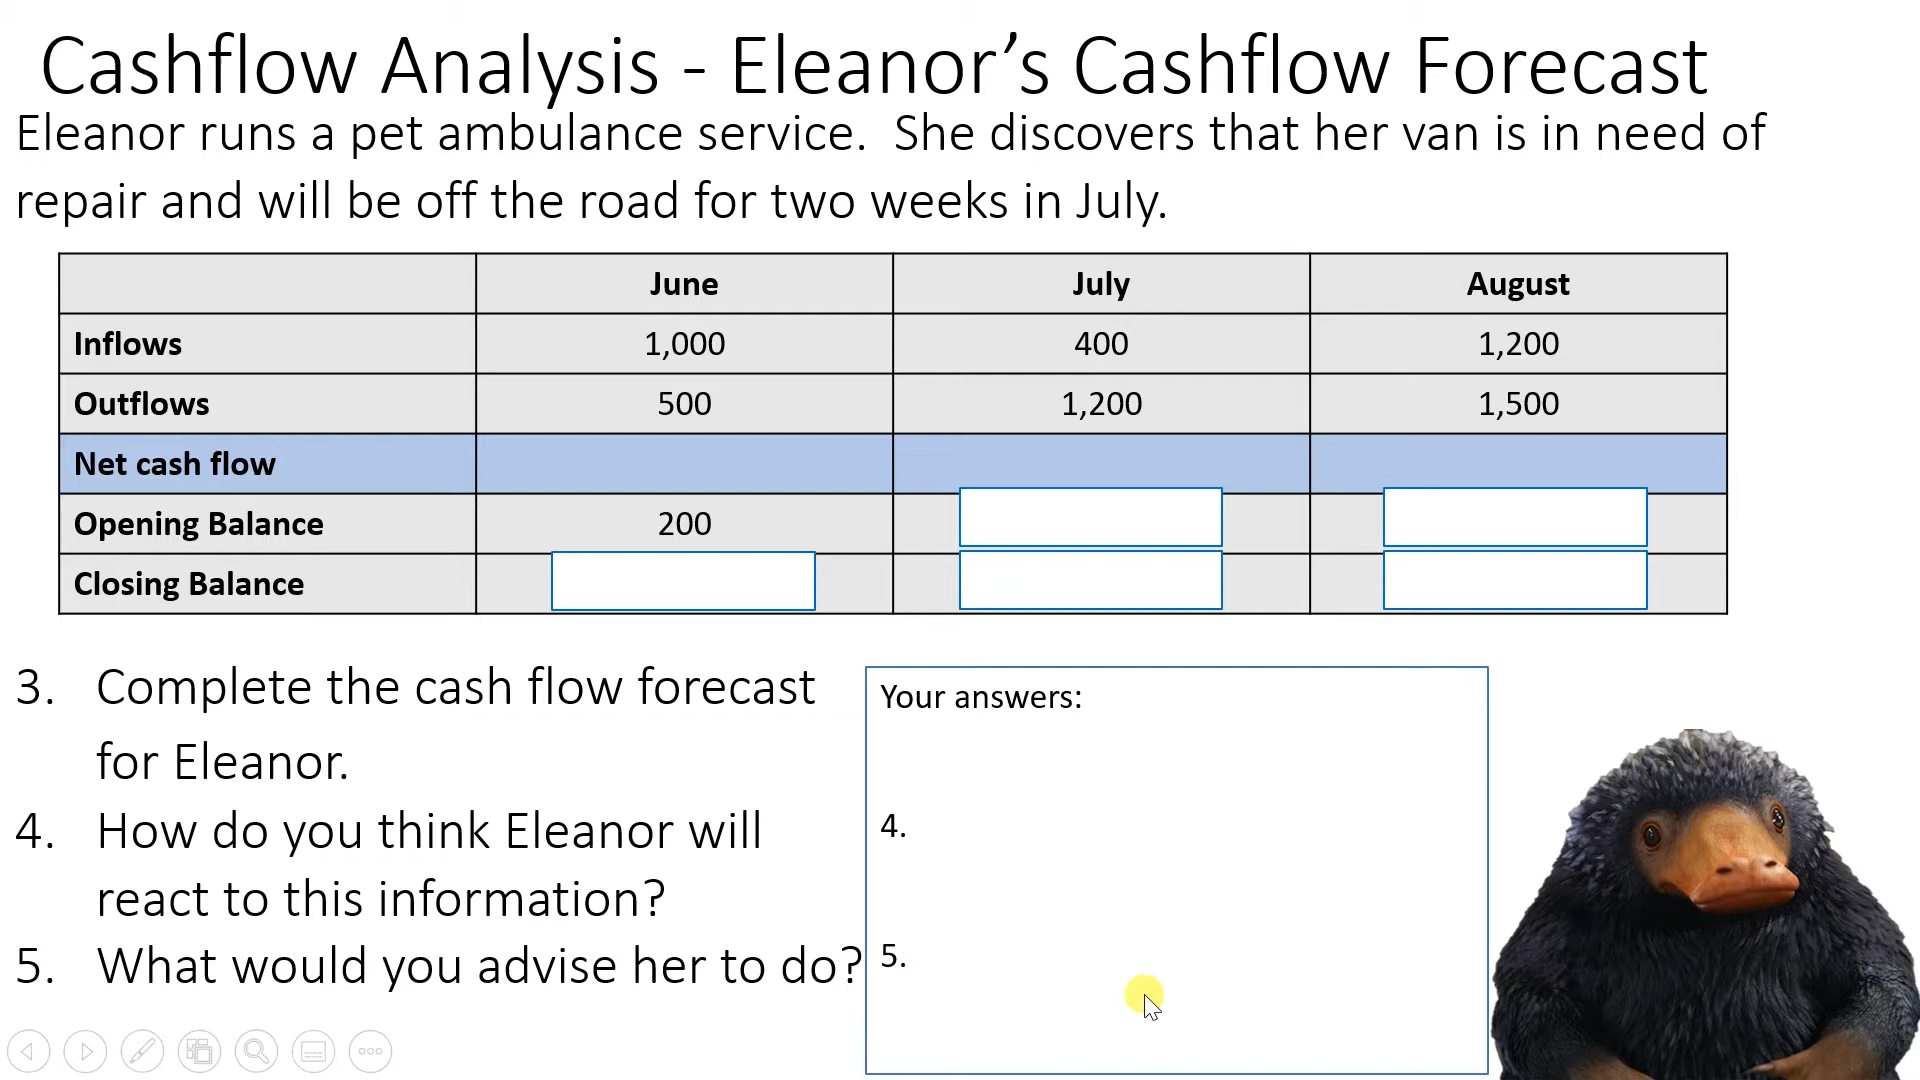 Cashflow Analysis - Eleanor’s Cashflow Forecast
Eleanor runs a pet ambulance service.  She discovers that her van is in need of
repair and will be off the road for two weeks in July.
June July August
Inflows 1,000 400 1,200
Outflows 500 1,200 1,500
Net cash flow
Opening Balance 200
Closing Balance
3. Complete the cash flow forecast
for Eleanor.
4. How do you think Eleanor will
react to this information?
5. What would you advise her to do?
Your answers:
4.
5.